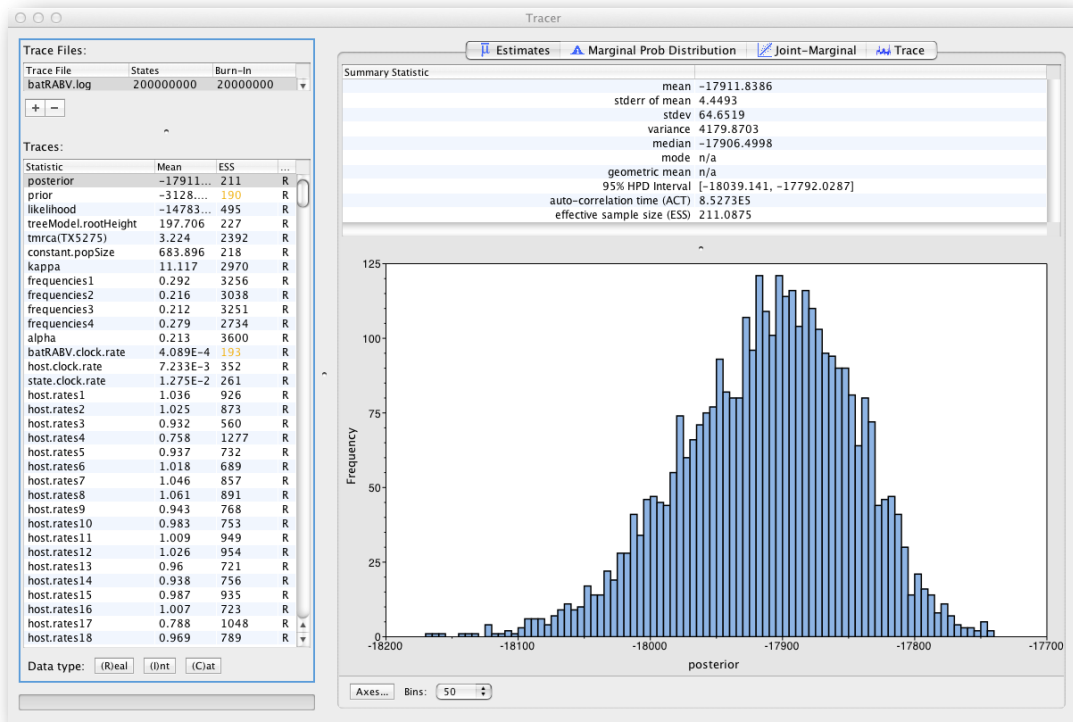 Tracer
Trace Files:
Trace File States Burn-In
batRABV.log 200000000 20000000
+ −
Traces:
Statistic Mean ESS ...
posterior -17911... 211 R
prior -3128.... 190 R
likelihood -14783... 495 R
treeModel.rootHeight 197.706 227 R
tmrca(TX5275) 3.224 2392 R
constant.popSize 683.896 218 R
kappa 11.117 2970 R
frequencies1 0.292 3256 R
frequencies2 0.216 3038 R
frequencies3 0.212 3251 R
frequencies4 0.279 2734 R
alpha 0.213 3600 R
batRABV.clock.rate 4.089E-4 193 R
host.clock.rate 7.233E-3 352 R
state.clock.rate 1.275E-2 261 R
host.rates1 1.036 926 R
host.rates2 1.025 873 R
host.rates3 0.932 560 R
host.rates4 0.758 1277 R
host.rates5 0.937 732 R
host.rates6 1.018 689 R
host.rates7 1.046 857 R
host.rates8 1.061 891 R
host.rates9 0.943 768 R
host.rates10 0.983 753 R
host.rates11 1.009 949 R
host.rates12 1.026 954 R
host.rates13 0.96 721 R
host.rates14 0.938 756 R
host.rates15 0.987 935 R
host.rates16 1.007 723 R
host.rates17 0.788 1048 R
host.rates18 0.969 789 R
Data type: (R)eal (I)nt (C)at
Estimates Marginal Prob Distribution Joint-Marginal Trace
Summary Statistic
mean -17911.8386
stderr of mean 4.4493
stdev 64.6519
variance 4179.8703
median -17906.4998
mode n/a
geometric mean n/a
95% HPD Interval [-18039.141, -17792.0287]
auto-correlation time (ACT) 8.5273E5
effective sample size (ESS) 211.0875
125
100
75
50
25
0
Frequency
-18200 -18100 -18000 -17900 -17800 -17700
posterior
Axes... Bins: 50